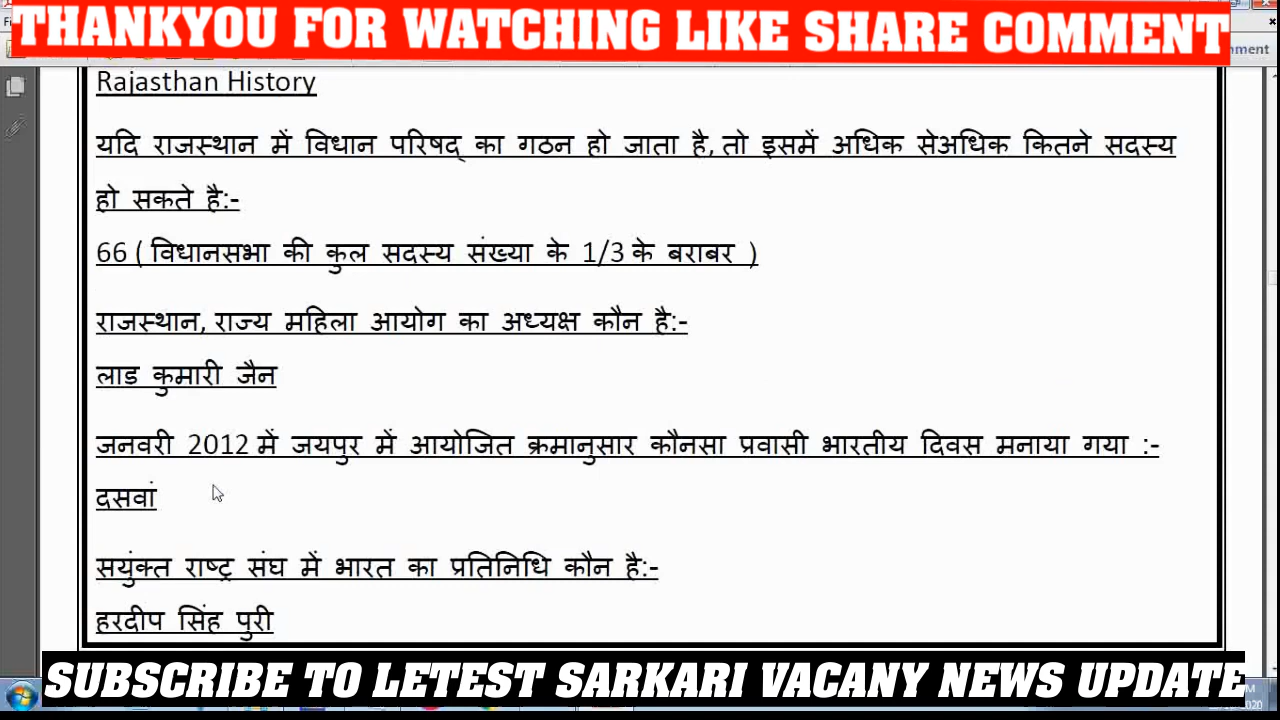 THANKYOU FOR WATCHING LIKE SHARE COMMENT
Rajasthan History
यदि राजस्थान में विधान परिषद् का गठन हो जाता है, तो इसमें अधिक सेअधिक कितने सदस्य
हो सकते है:-
66 ( विधानसभा की कुल सदस्य संख्या के 1/3 के बराबर )
राजस्थान, राज्य महिला आयोग का अध्यक्ष कौन है:-
लाड कुमारी जैन
जनवरी 2012 में जयपुर में आयोजित क्रमानुसार कौनसा प्रवासी भारतीय दिवस मनाया गया :-
दसवां
सयुंक्त राष्ट्र संघ में भारत का प्रतिनिधि कौन है:-
हरदीप सिंह पुरी
SUBSCRIBE TO LETEST SARKARI VACANY NEWS UPDATE